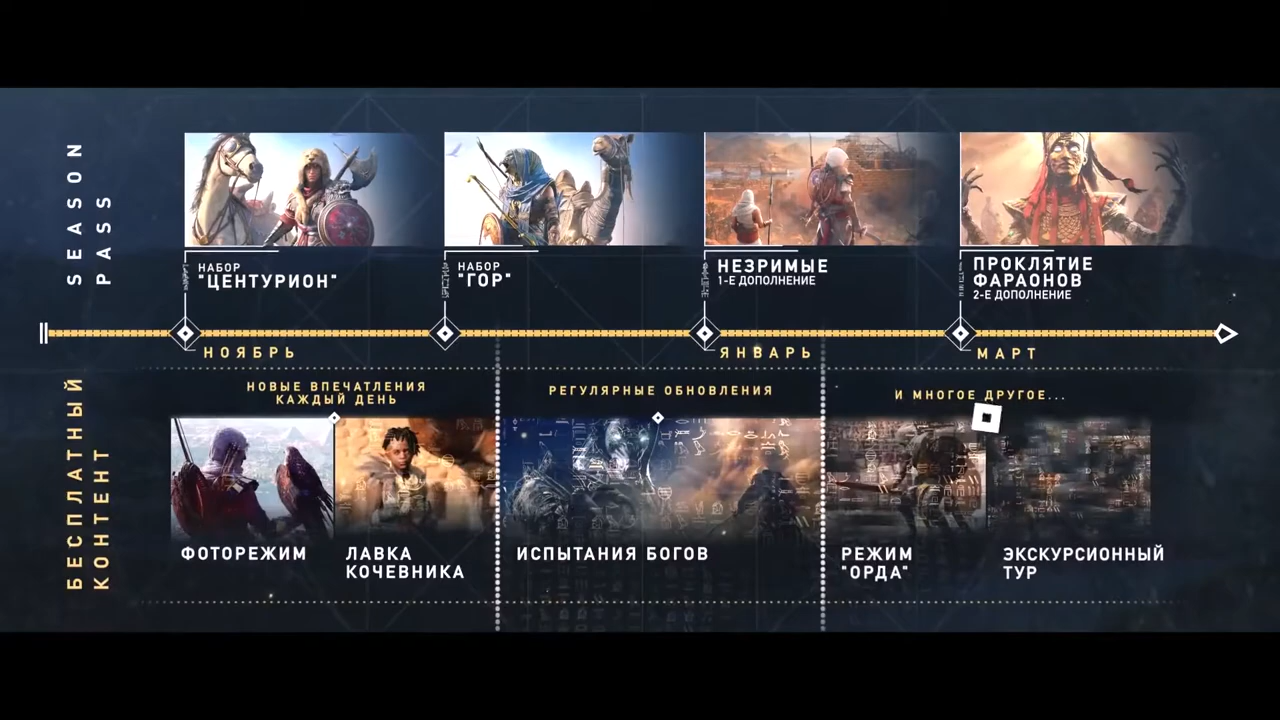 SEASON
PASS
НАБОР
"ЦЕНТУРИОН"
НАБОР
"ГОР"
НЕЗРИМЫЕ
1-Е ДОПОЛНЕНИЕ
ПРОКЛЯТИЕ
ФАРАОНОВ
2-Е ДОПОЛНЕНИЕ
НОЯБРЬ
ЯНВАРЬ
МАРТ
БЕСПЛАТНЫЙ
КОНТЕНТ
НОВЫЕ ВПЕЧАТЛЕНИЯ
КАЖДЫЙ ДЕНЬ
РЕГУЛЯРНЫЕ ОБНОВЛЕНИЯ
И МНОГОЕ ДРУГОЕ...
ФОТОРЕЖИМ
ЛАВКА
КОЧЕВНИКА
ИСПЫТАНИЯ БОГОВ
РЕЖИМ
"ОРДА"
ЭКСКУРСИОННЫЙ
ТУР